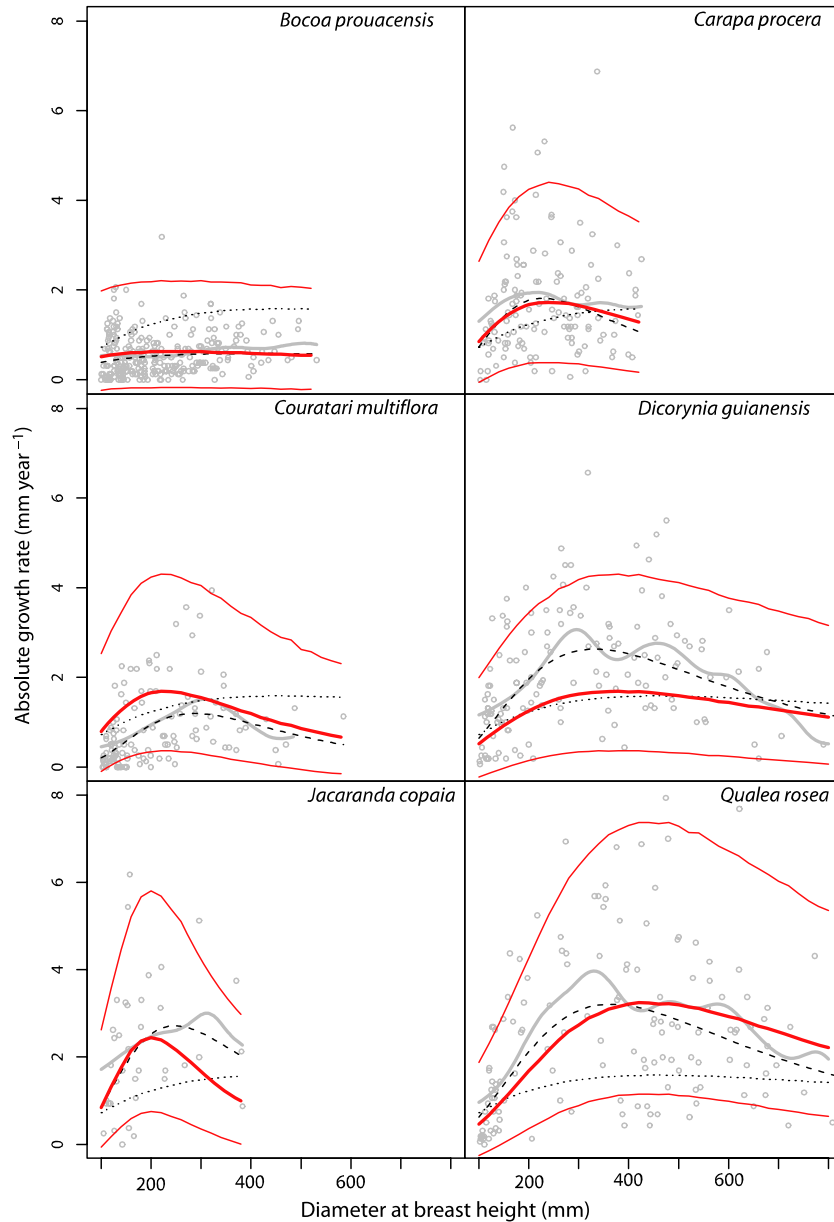 Bocoa prouacensis
Carapa procera
8
6
4
2
0
Couratari multiflora
Dicorynia guianensis
8
6
4
2
0
Jacaranda copaia
Qualea rosea
8
6
4
2
0
Absolute growth rate (mm year⁻¹)
200 400 600
200 400 600
Diameter at breast height (mm)